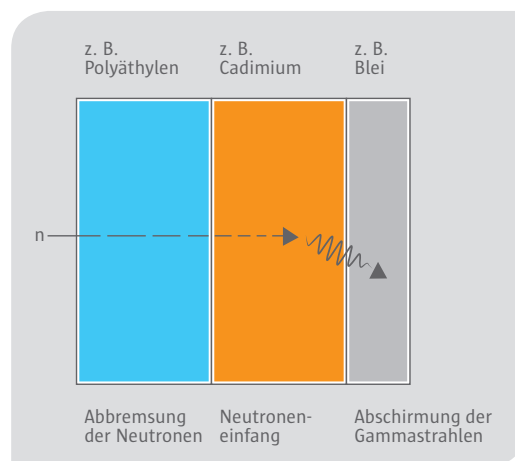 z. B.
Polyäthylen
z. B.
Cadimium
z. B.
Blei
n
Abbremsung
der Neutronen
Neutronen-
einfang
Abschirmung der
Gammastrahlen